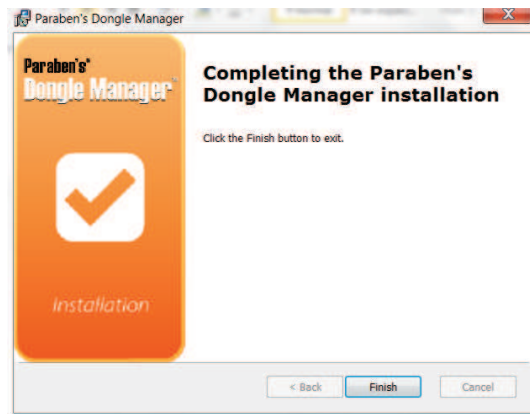 Paraben's Dongle Manager
Paraben's®
Dongle Manager™
Installation
Completing the Paraben's
Dongle Manager installation
Click the Finish button to exit.
< Back
Finish
Cancel